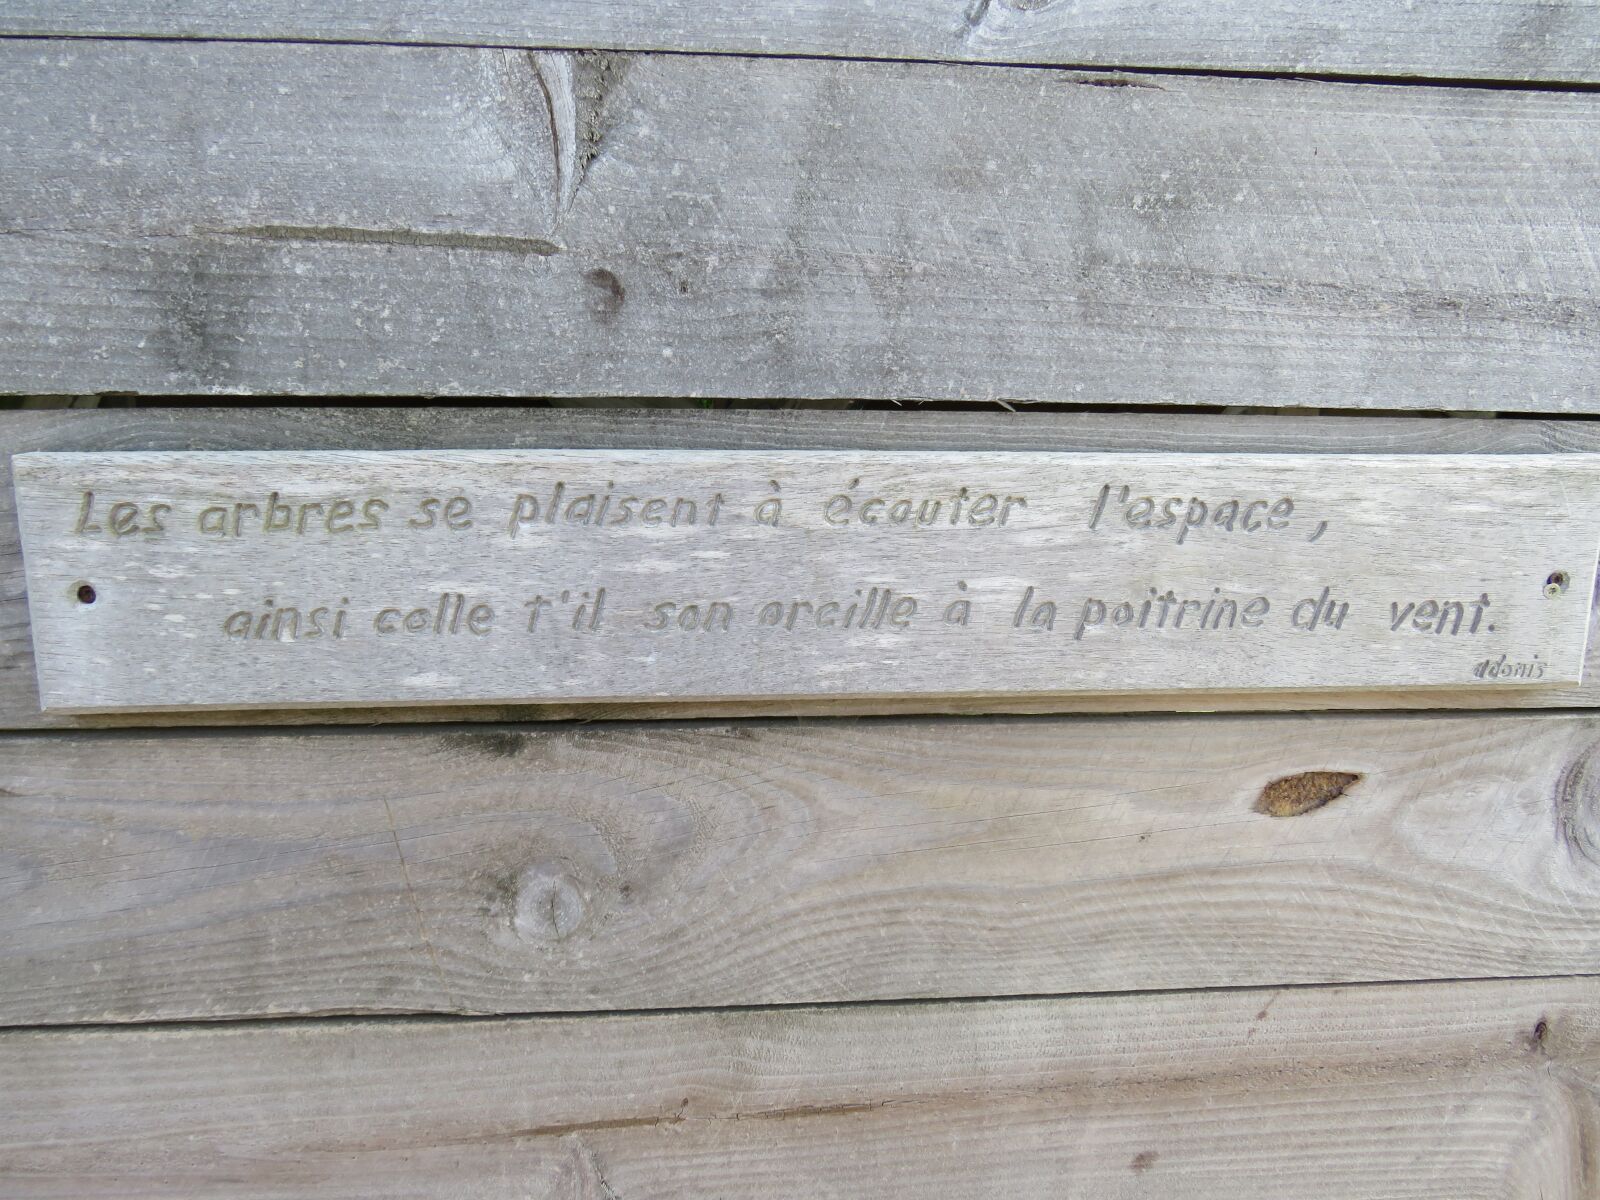 Les arbres se plaisent à écouter l'espace,
ainsi colle t'il son oreille à la poitrine du vent.
Adonis